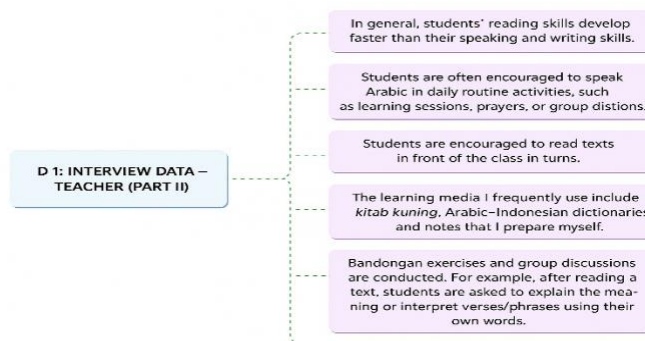 In general, students' reading skills develop
faster than their speaking and writing skills.
Students are often encouraged to speak
Arabic in daily routine activities, such
as learning sessions, prayers, or group distions.
Students are encouraged to read texts
in front of the class in turns.
D 1: INTERVIEW DATA –
TEACHER (PART II)
The learning media I frequently use include
kitab kuning, Arabic–Indonesian dictionaries
and notes that I prepare myself.
Bandongan exercises and group discussions
are conducted. For example, after reading a
text, students are asked to explain the mea-
ning or interpret verses/phrases using their
own words.